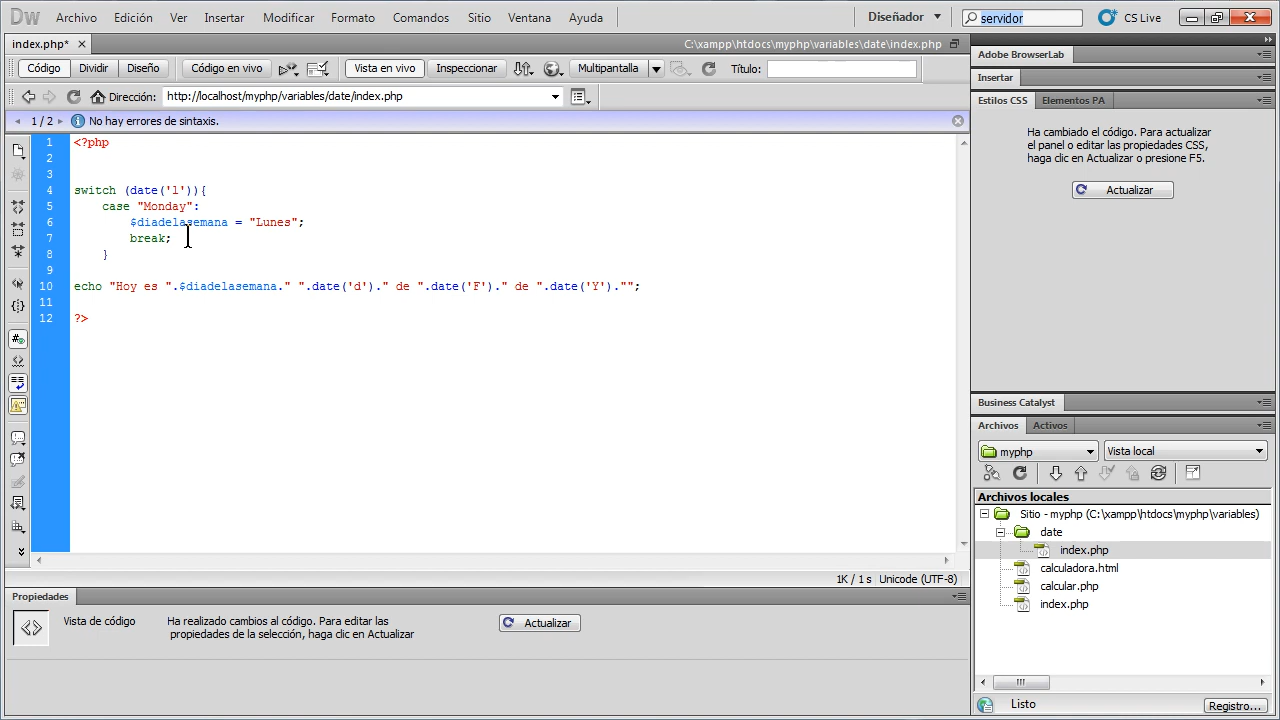 Dw Archivo Edición Ver Insertar Modificar Formato Comandos Sitio Ventana Ayuda Diseñador servidor CS Live
index.php* C:\xampp\htdocs\myphp\variables\date\index.php
Código Dividir Diseño Código en vivo Vista en vivo Inspeccionar Multipantalla Título:
Dirección: http://localhost/myphp/variables/date/index.php
1 / 2 No hay errores de sintaxis.
1 <?php
2
3
4 switch (date('l')){
5 case "Monday":
6 $diadelasemana = "Lunes";
7 break;
8 }
9
10 echo "Hoy es ".$diadelasemana." ".date('d')." de ".date('F')." de ".date('Y')."";
11
12 ?>
1K / 1 s Unicode (UTF-8)
Propiedades
Vista de código
Ha realizado cambios al código. Para editar las
propiedades de la selección, haga clic en Actualizar
Actualizar
Adobe BrowserLab
Insertar
Estilos CSS Elementos PA
Ha cambiado el código. Para actualizar
el panel o editar las propiedades CSS,
haga clic en Actualizar o presione F5.
Actualizar
Business Catalyst
Archivos Activos
myphp Vista local
Archivos locales
Sitio - myphp (C:\xampp\htdocs\myphp\variables)
date
index.php
calculadora.html
calcular.php
index.php
Listo Registro...